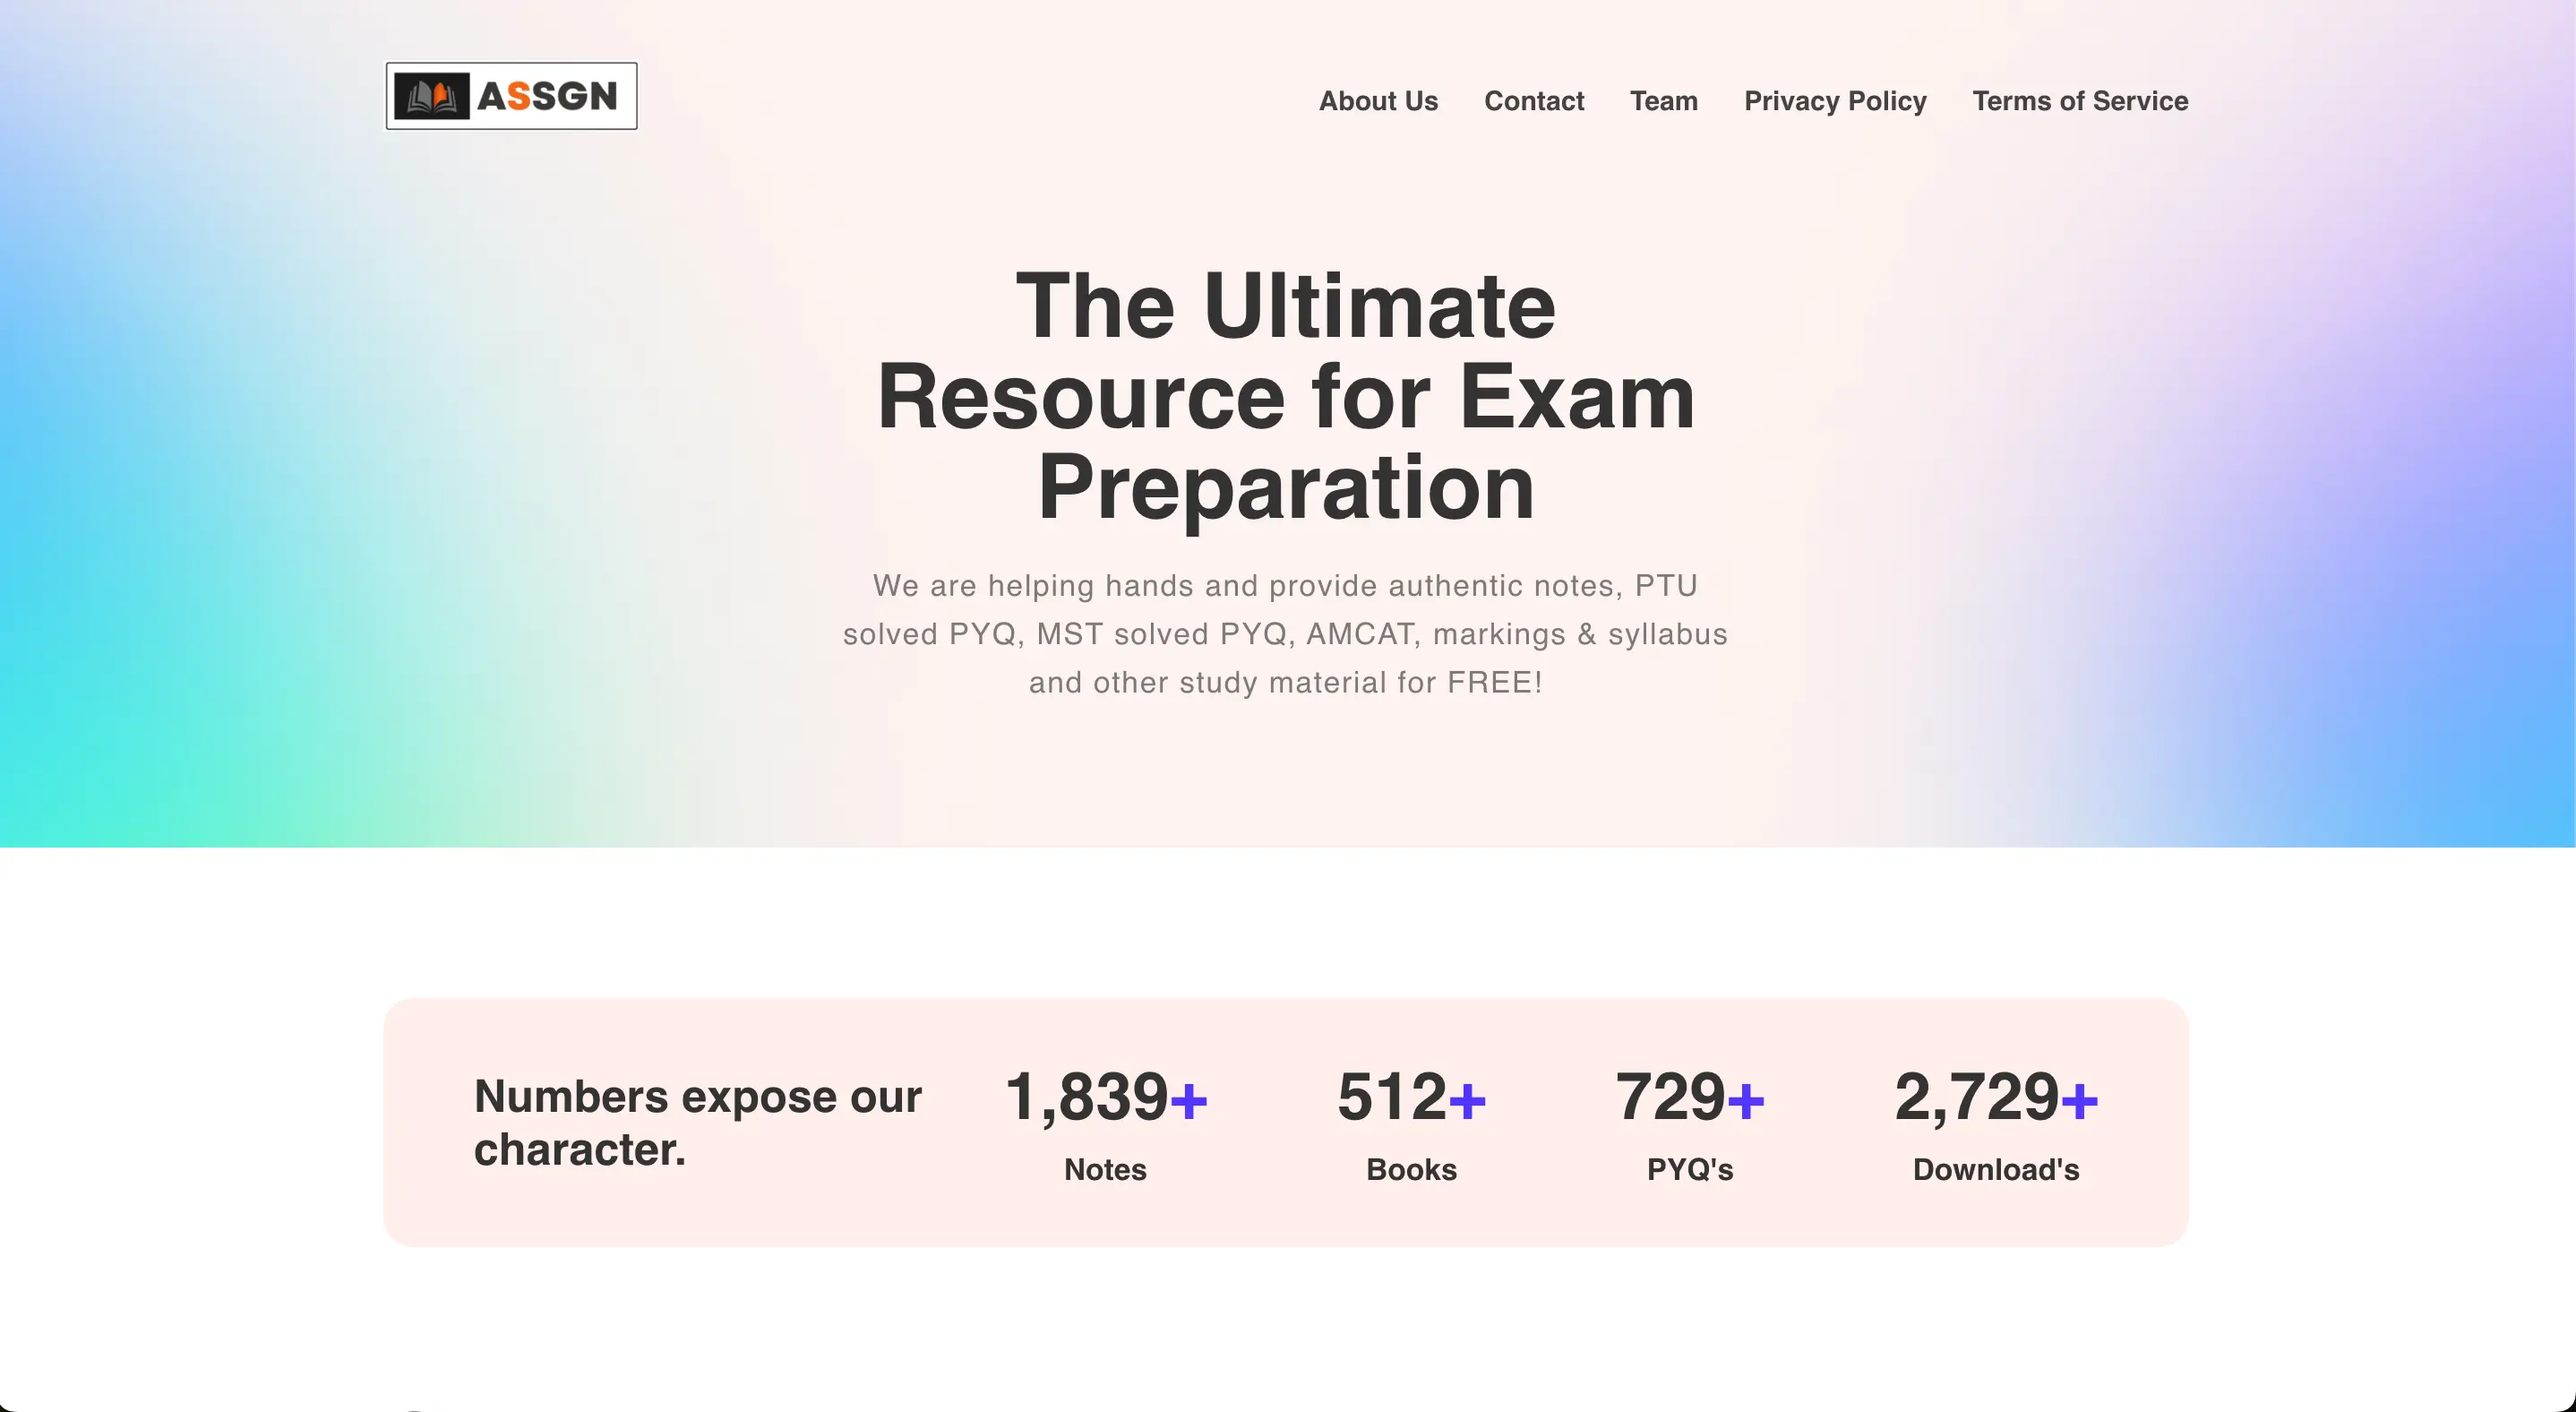 ASSGN
About Us Contact Team Privacy Policy Terms of Service
The Ultimate
Resource for Exam
Preparation
We are helping hands and provide authentic notes, PTU
solved PYQ, MST solved PYQ, AMCAT, markings & syllabus
and other study material for FREE!
Numbers expose our
character.
1,839+ 512+ 729+ 2,729+
Notes Books PYQ's Download's